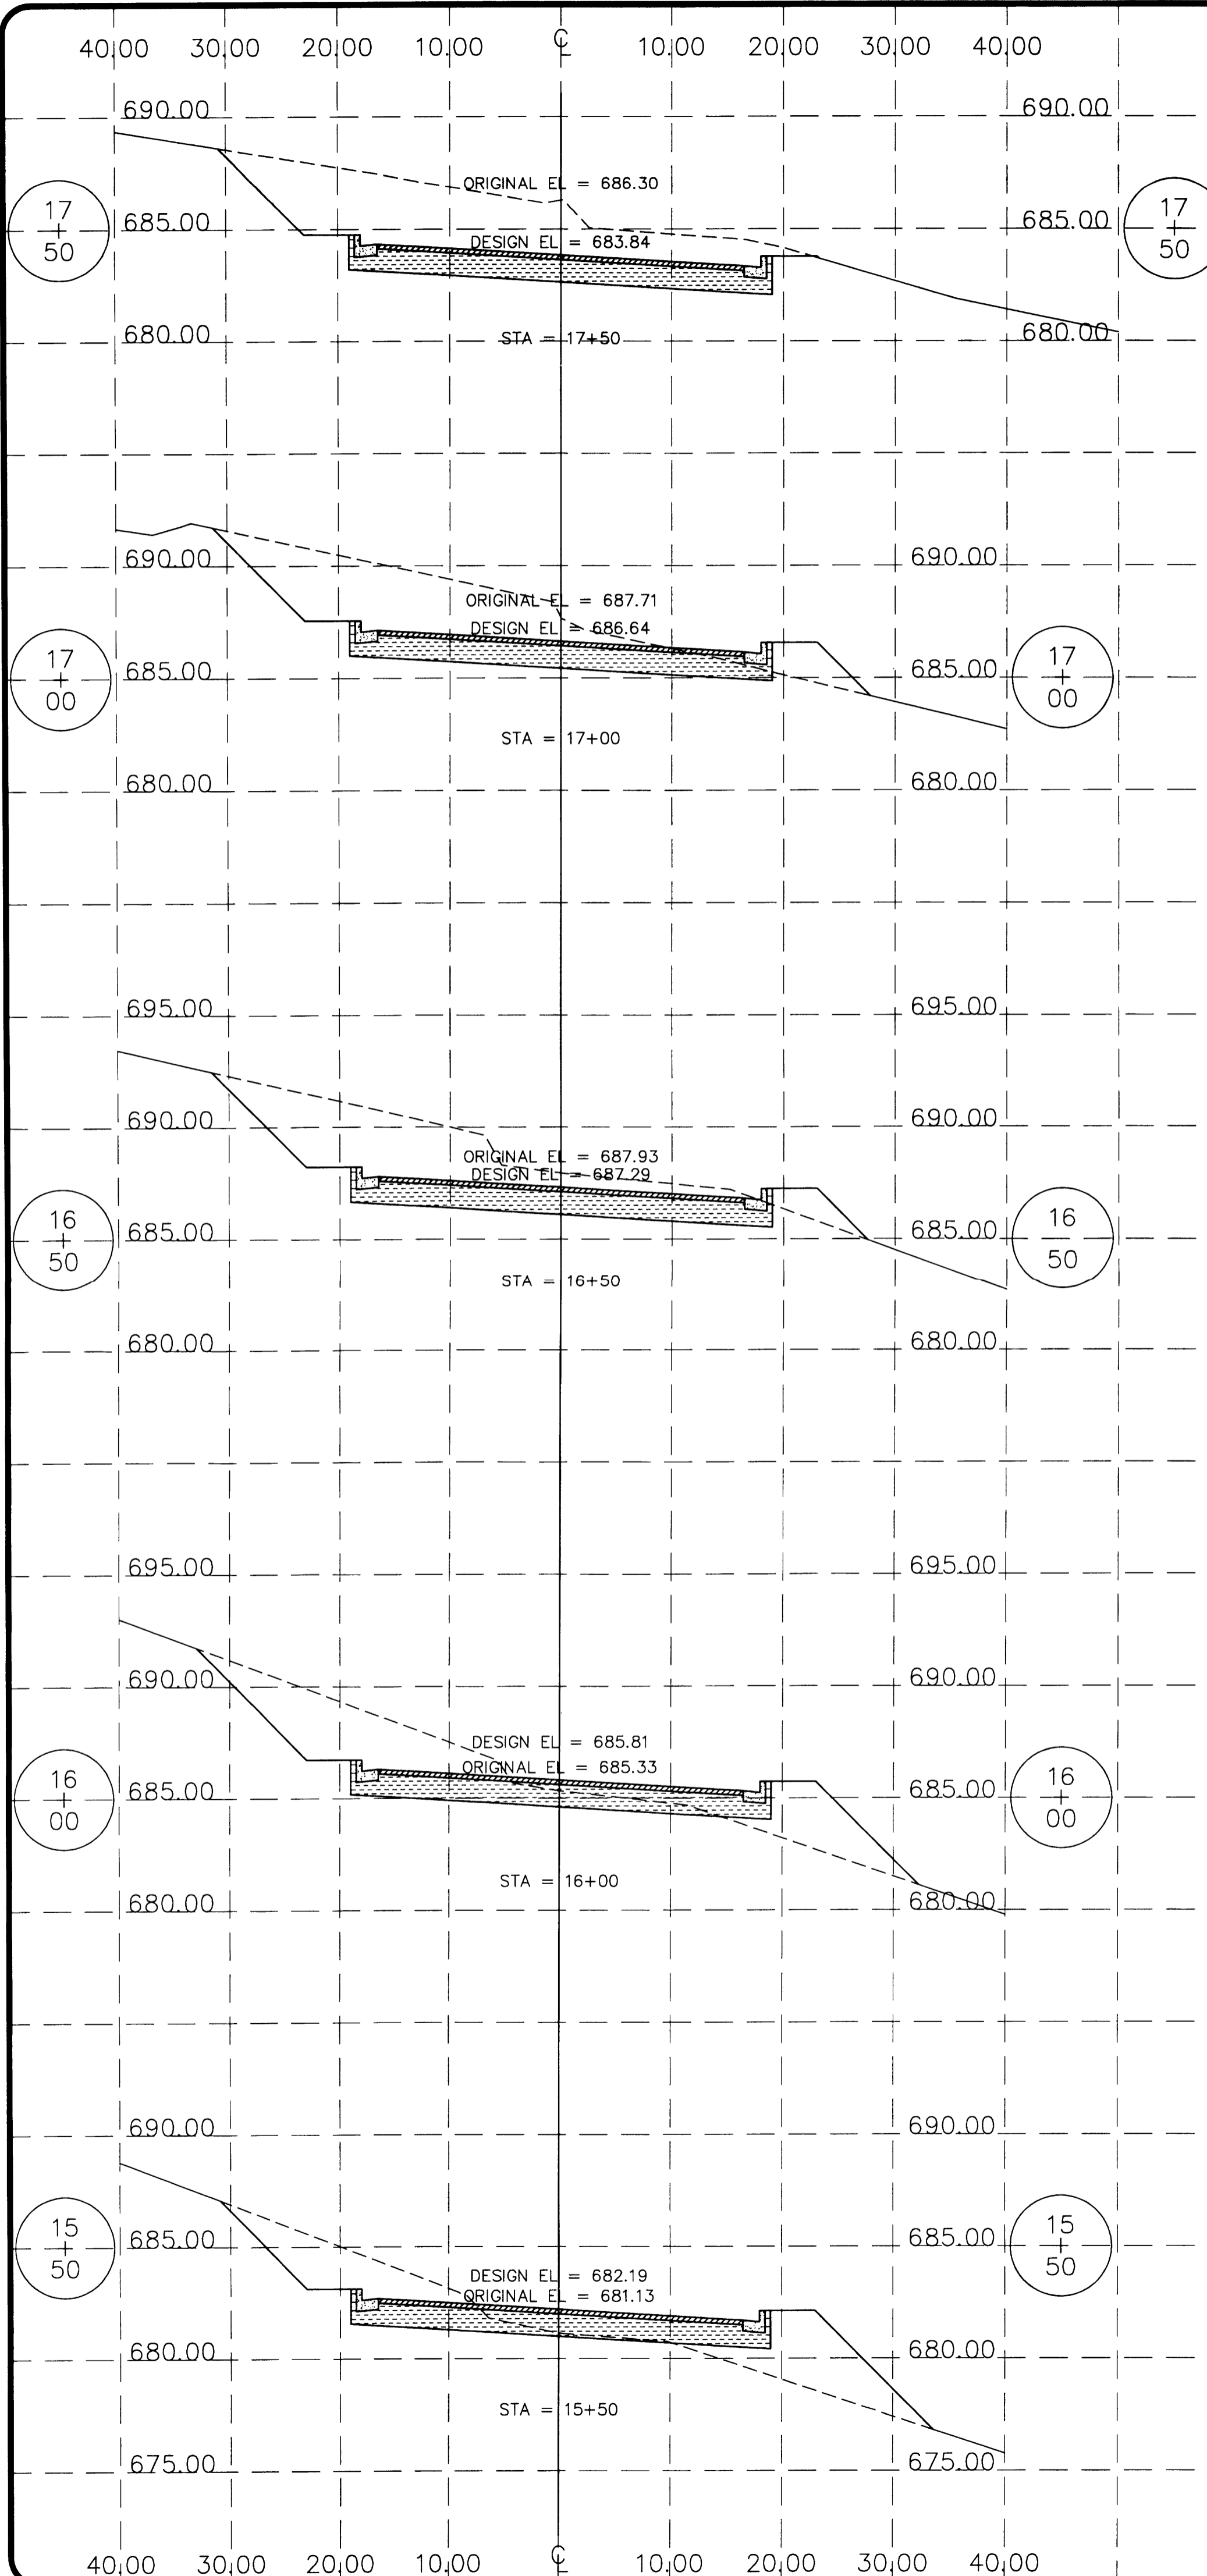 40.00 30.00 20.00 10.00 ℄ 10.00 20.00 30.00 40.00
690.00 690.00
ORIGINAL EL = 686.30
17 17
50 50
685.00 685.00
DESIGN EL = 683.84
680.00 680.00
STA = 17+50
690.00 690.00
ORIGINAL EL = 687.71
DESIGN EL = 686.64
17 17
00 00
685.00 685.00
STA = 17+00
680.00 680.00
695.00 695.00
690.00 690.00
ORIGINAL EL = 687.93
DESIGN EL = 687.29
16 16
50 50
685.00 685.00
STA = 16+50
680.00 680.00
695.00 695.00
690.00 690.00
DESIGN EL = 685.81
ORIGINAL EL = 685.33
16 16
00 00
685.00 685.00
STA = 16+00
680.00 680.00
690.00 690.00
15 15
50 50
685.00 685.00
DESIGN EL = 682.19
ORIGINAL EL = 681.13
680.00 680.00
STA = 15+50
675.00 675.00
40.00 30.00 20.00 10.00 ℄ 10.00 20.00 30.00 40.00